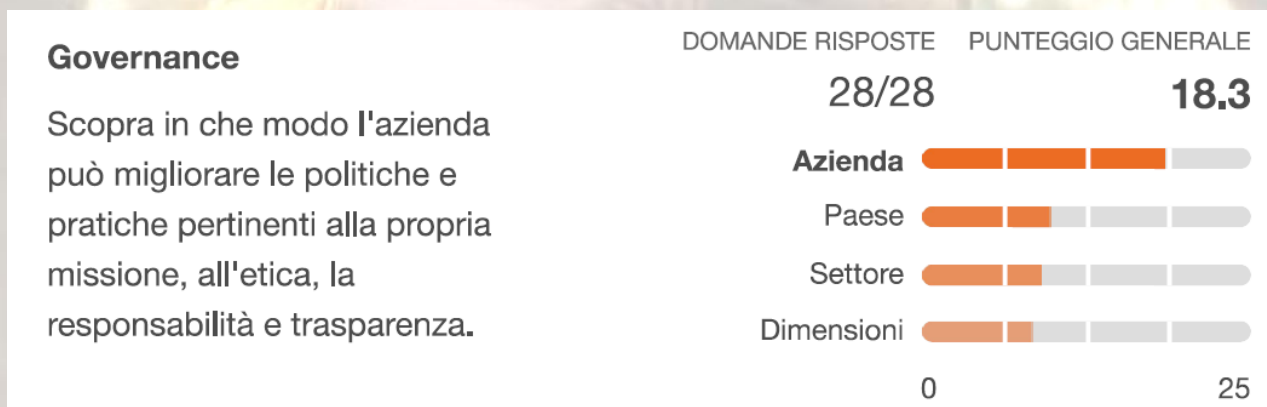 Governance
Scopra in che modo l'azienda
può migliorare le politiche e
pratiche pertinenti alla propria
missione, all'etica, la
responsabilità e trasparenza.
DOMANDE RISPOSTE PUNTEGGIO GENERALE
28/28 18.3
Azienda
Paese
Settore
Dimensioni
0 25